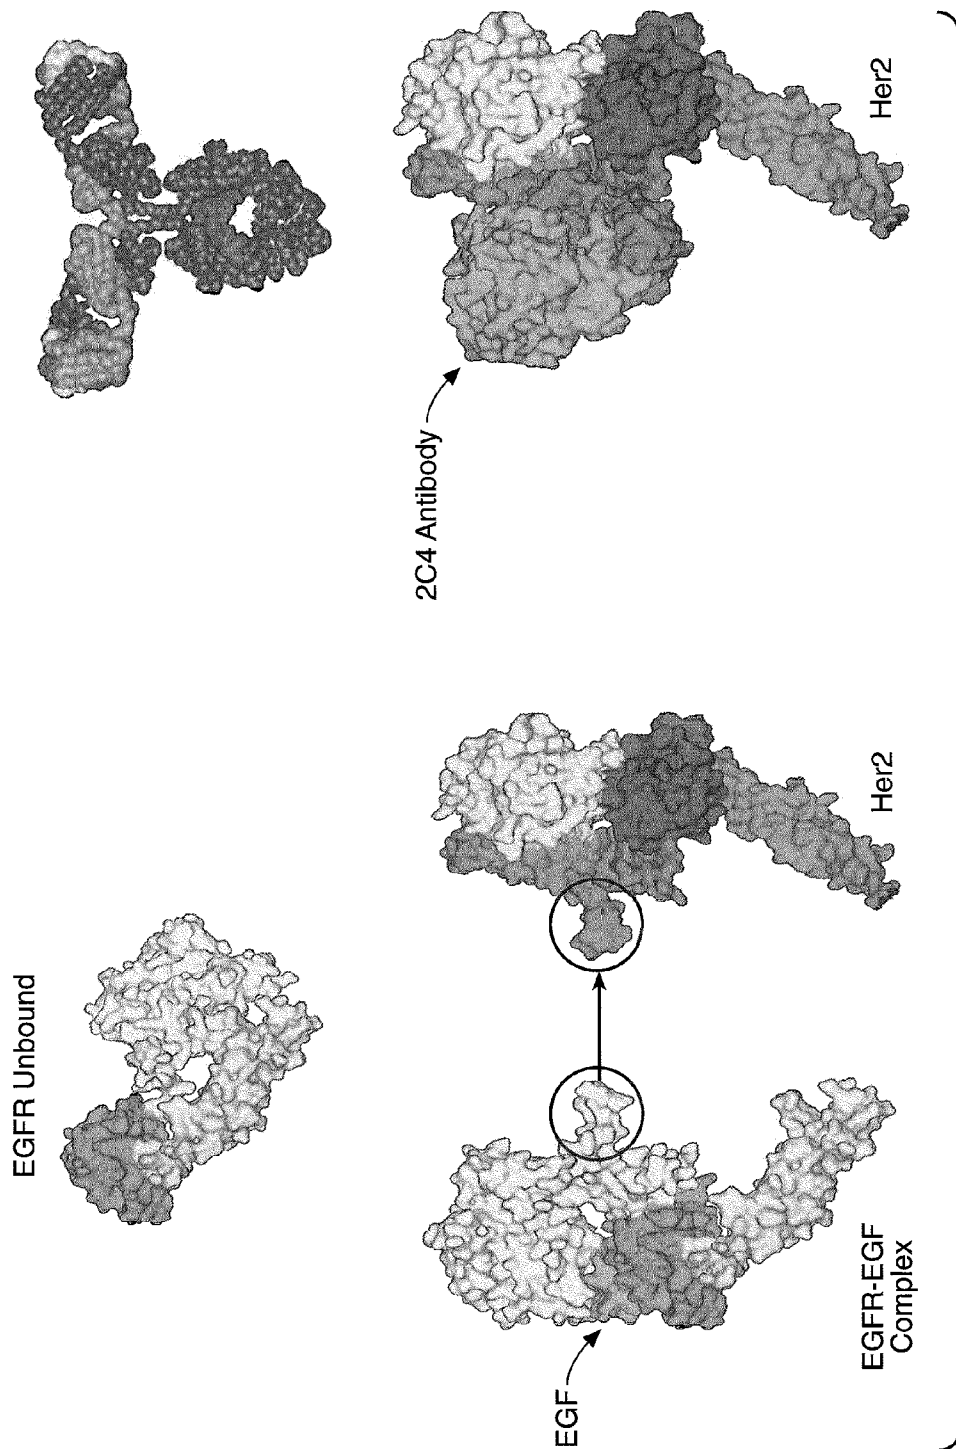 EGFR Unbound
EGF
EGFR-EGF
Complex
Her2
2C4 Antibody
Her2